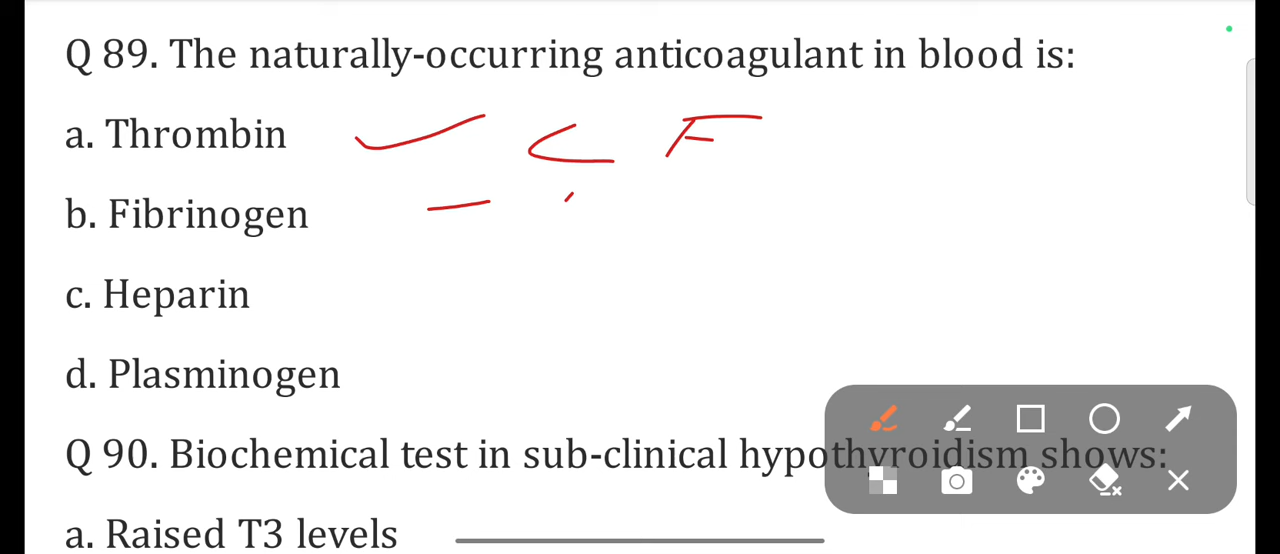 Q 89. The naturally-occurring anticoagulant in blood is:
a. Thrombin
b. Fibrinogen
c. Heparin
d. Plasminogen
Q 90. Biochemical test in sub-clinical hypothyroidism shows:
a. Raised T3 levels